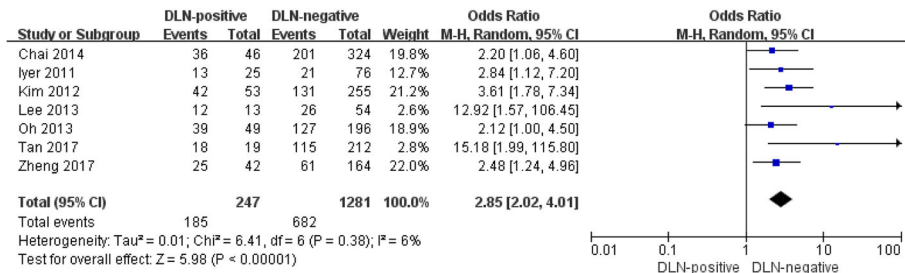 DLN-positive DLN-negative Odds Ratio Odds Ratio
Study or Subgroup Events Total Events Total Weight M-H, Random, 95% CI M-H, Random, 95% CI
Chai 2014 36 46 201 324 19.8% 2.20 [1.06, 4.60]
Iyer 2011 13 25 21 76 12.7% 2.84 [1.12, 7.20]
Kim 2012 42 53 131 255 21.2% 3.61 [1.78, 7.34]
Lee 2013 12 13 26 54 2.6% 12.92 [1.57, 106.45]
Oh 2013 39 49 127 196 18.9% 2.12 [1.00, 4.50]
Tan 2017 18 19 115 212 2.8% 15.18 [1.99, 115.80]
Zheng 2017 25 42 61 164 22.0% 2.48 [1.24, 4.96]
Total (95% CI) 247 1281 100.0% 2.85 [2.02, 4.01]
Total events 185 682
Heterogeneity: Tau² = 0.01; Chi² = 6.41, df = 6 (P = 0.38); I² = 6%
Test for overall effect: Z = 5.98 (P < 0.00001)
0.01 0.1 1 10 100
DLN-positive DLN-negative